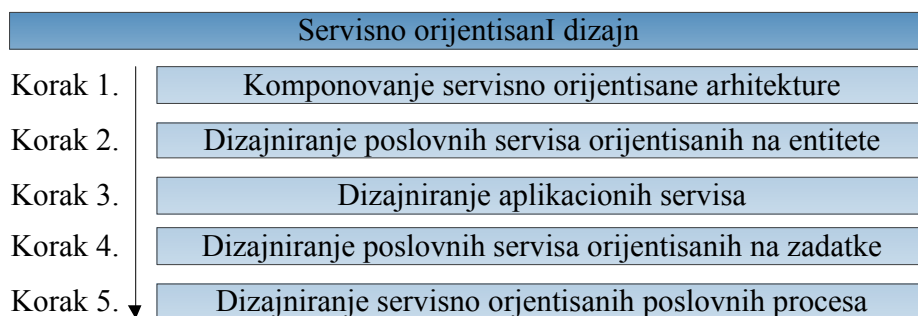 Servisno orijentisanI dizajn
Korak 1. Komponovanje servisno orijentisane arhitekture
Korak 2. Dizajniranje poslovnih servisa orijentisanih na entitete
Korak 3. Dizajniranje aplikacionih servisa
Korak 4. Dizajniranje poslovnih servisa orijentisanih na zadatke
Korak 5. Dizajniranje servisno orjentisanih poslovnih procesa